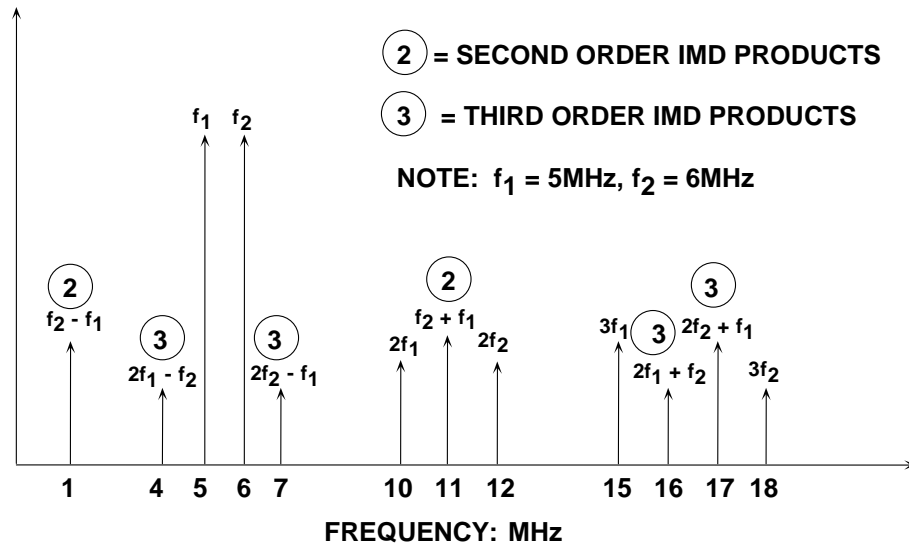 2 = SECOND ORDER IMD PRODUCTS
3 = THIRD ORDER IMD PRODUCTS
NOTE: f1 = 5MHz, f2 = 6MHz
f1 f2
2
f2 - f1
3
2f1 - f2
3
2f2 - f1
2
f2 + f1
2f1
2f2
3
2f2 + f1
3f1
3
2f1 + f2
3f2
1 4 5 6 7 10 11 12 15 16 17 18
FREQUENCY: MHz